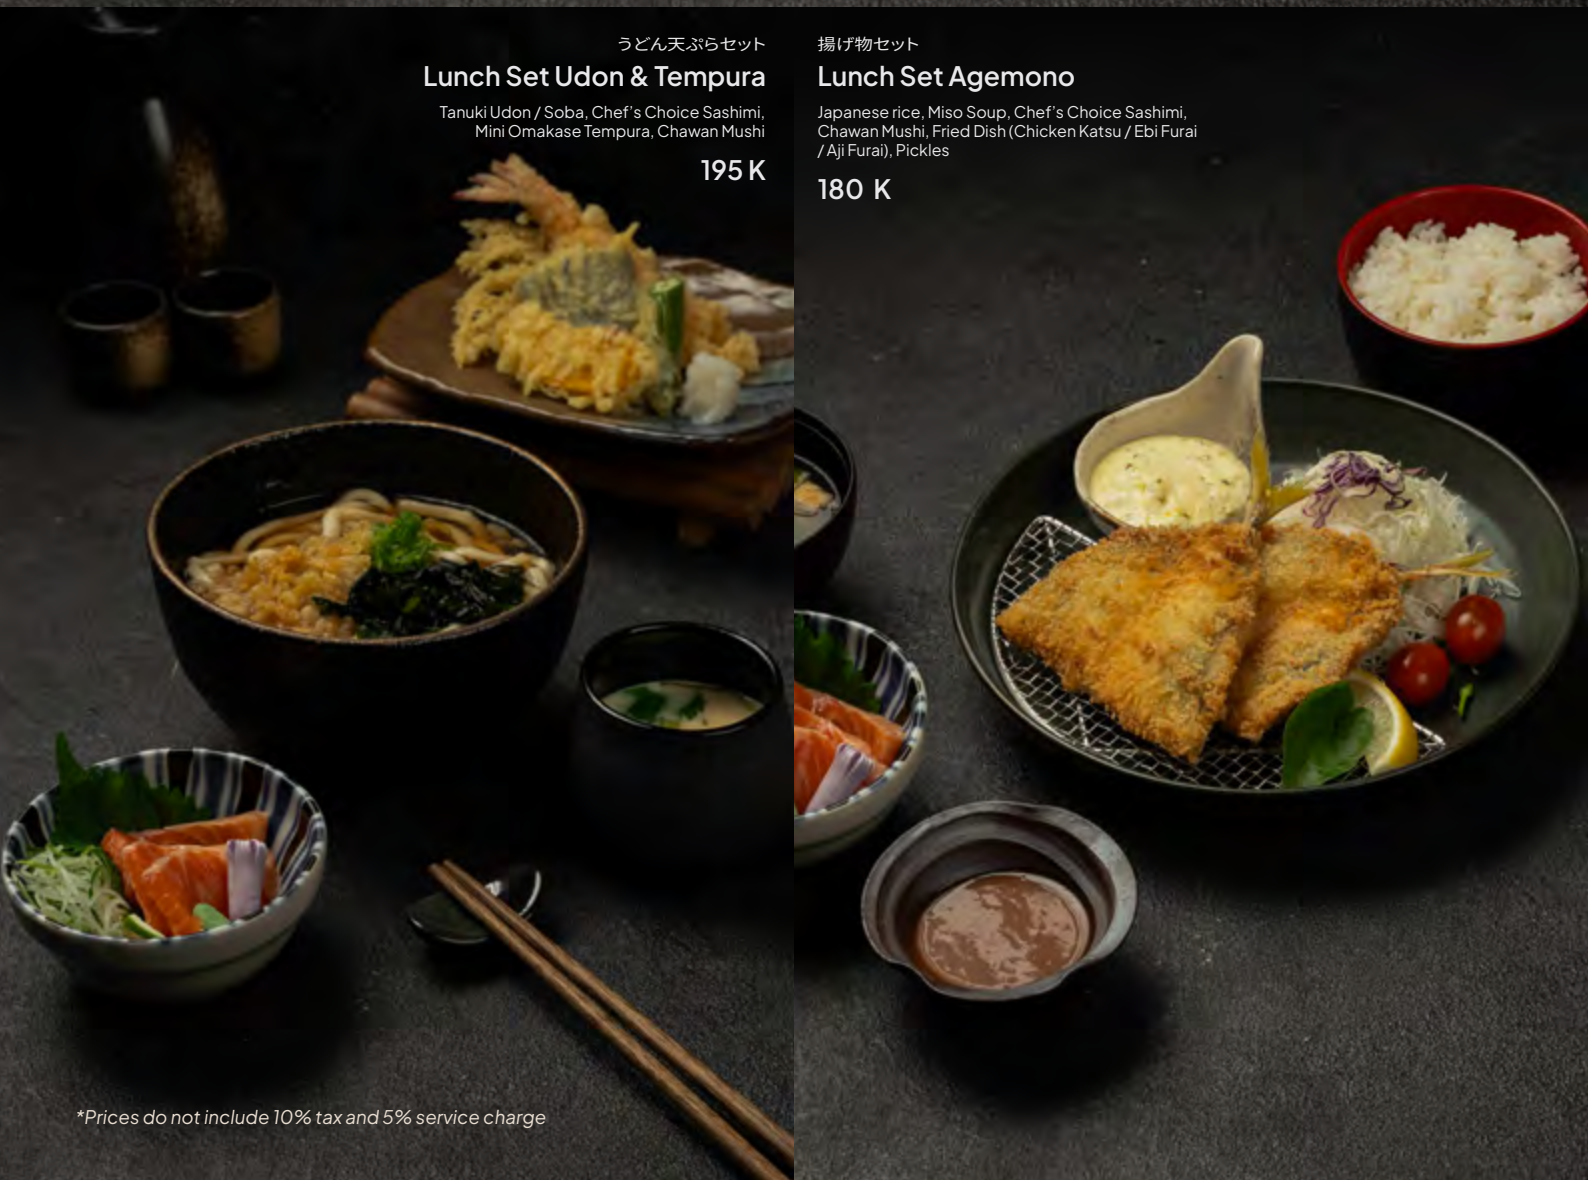 うどん天ぷらセット
Lunch Set Udon & Tempura
Tanuki Udon / Soba, Chef’s Choice Sashimi,
Mini Omakase Tempura, Chawan Mushi
195 K
揚げ物セット
Lunch Set Agemono
Japanese rice, Miso Soup, Chef’s Choice Sashimi,
Chawan Mushi, Fried Dish (Chicken Katsu / Ebi Furai
/ Aji Furai), Pickles
180 K
*Prices do not include 10% tax and 5% service charge